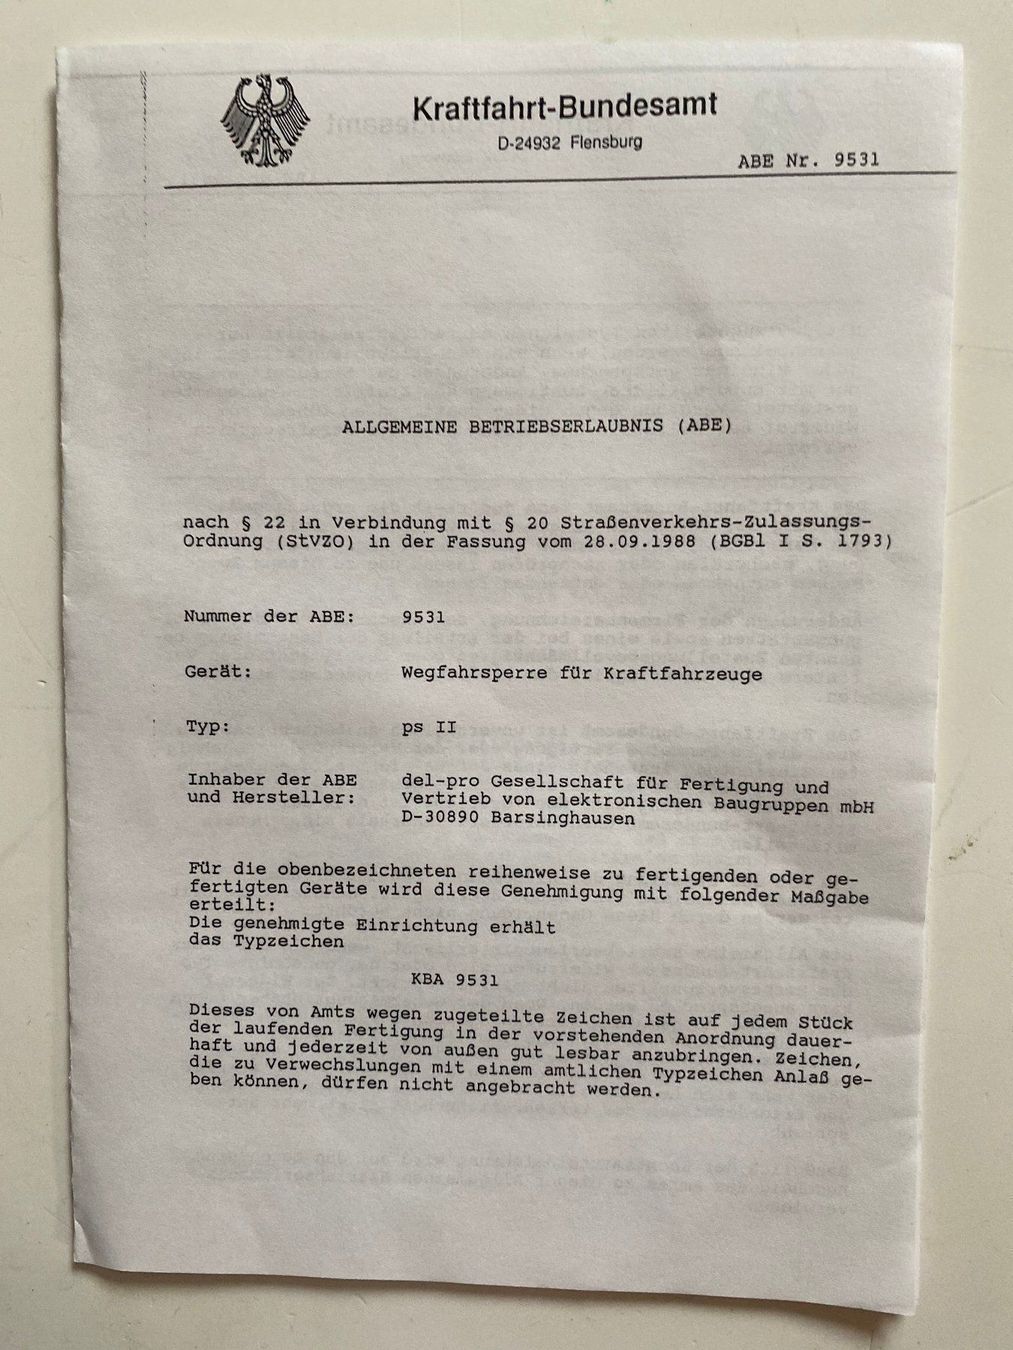 Kraftfahrt-Bundesamt
D-24932 Flensburg
ABE Nr. 9531
ALLGEMEINE BETRIEBSERLAUBNIS (ABE)
nach § 22 in Verbindung mit § 20 Straßenverkehrs-Zulassungs-
Ordnung (StVZO) in der Fassung vom 28.09.1988 (BGBl I S. 1793)
Nummer der ABE: 9531
Gerät: Wegfahrsperre für Kraftfahrzeuge
Typ: ps II
Inhaber der ABE del-pro Gesellschaft für Fertigung und
und Hersteller: Vertrieb von elektronischen Baugruppen mbH
D-30890 Barsinghausen
Für die obenbezeichneten reihenweise zu fertigenden oder ge-
fertigten Geräte wird diese Genehmigung mit folgender Maßgabe
erteilt:
Die genehmigte Einrichtung erhält
das Typzeichen
KBA 9531
Dieses von Amts wegen zugeteilte Zeichen ist auf jedem Stück
der laufenden Fertigung in der vorstehenden Anordnung dauer-
haft und jederzeit von außen gut lesbar anzubringen. Zeichen,
die zu Verwechslungen mit einem amtlichen Typzeichen Anlaß ge-
ben können, dürfen nicht angebracht werden.